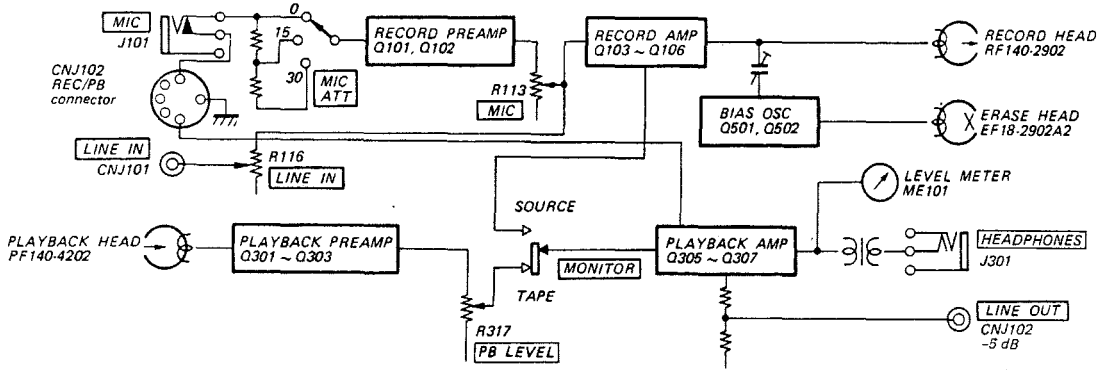 MIC
J101
0
15
30
MIC
ATT
RECORD PREAMP
Q101, Q102
R113
MIC
RECORD AMP
Q103 ~ Q106
RECORD HEAD
RF140-2902
CNJ102
REC/PB
connector
BIAS OSC
Q501, Q502
ERASE HEAD
EF18-2902A2
LINE IN
CNJ101
R116
LINE IN
LEVEL METER
ME101
SOURCE
PLAYBACK HEAD
PF140-4202
PLAYBACK PREAMP
Q301 ~ Q303
MONITOR
PLAYBACK AMP
Q305 ~ Q307
HEADPHONES
J301
TAPE
R317
PB LEVEL
LINE OUT
CNJ102
-5 dB